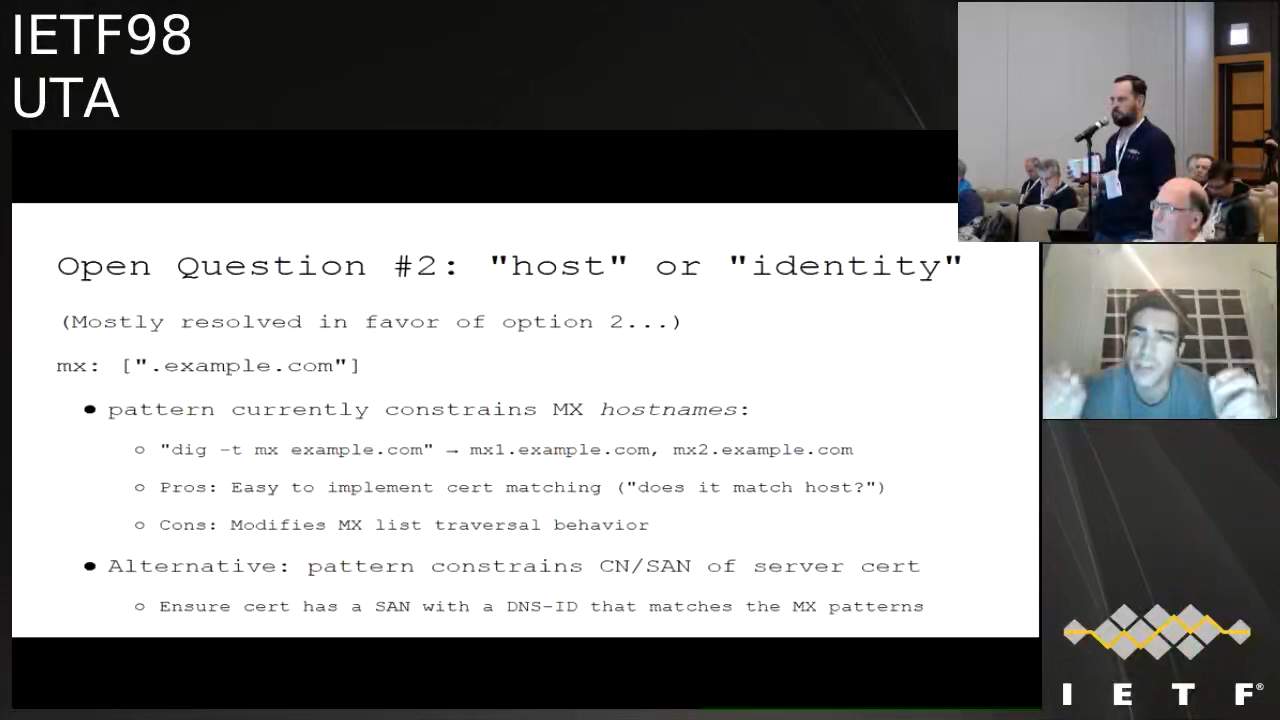 IETF98
UTA
Open Question #2: "host" or "identity"
(Mostly resolved in favor of option 2...)
mx: [".example.com"]
● pattern currently constrains MX hostnames:
○ "dig -t mx example.com" → mx1.example.com, mx2.example.com
○ Pros: Easy to implement cert matching ("does it match host?")
○ Cons: Modifies MX list traversal behavior
● Alternative: pattern constrains CN/SAN of server cert
○ Ensure cert has a SAN with a DNS-ID that matches the MX patterns
I E T F®